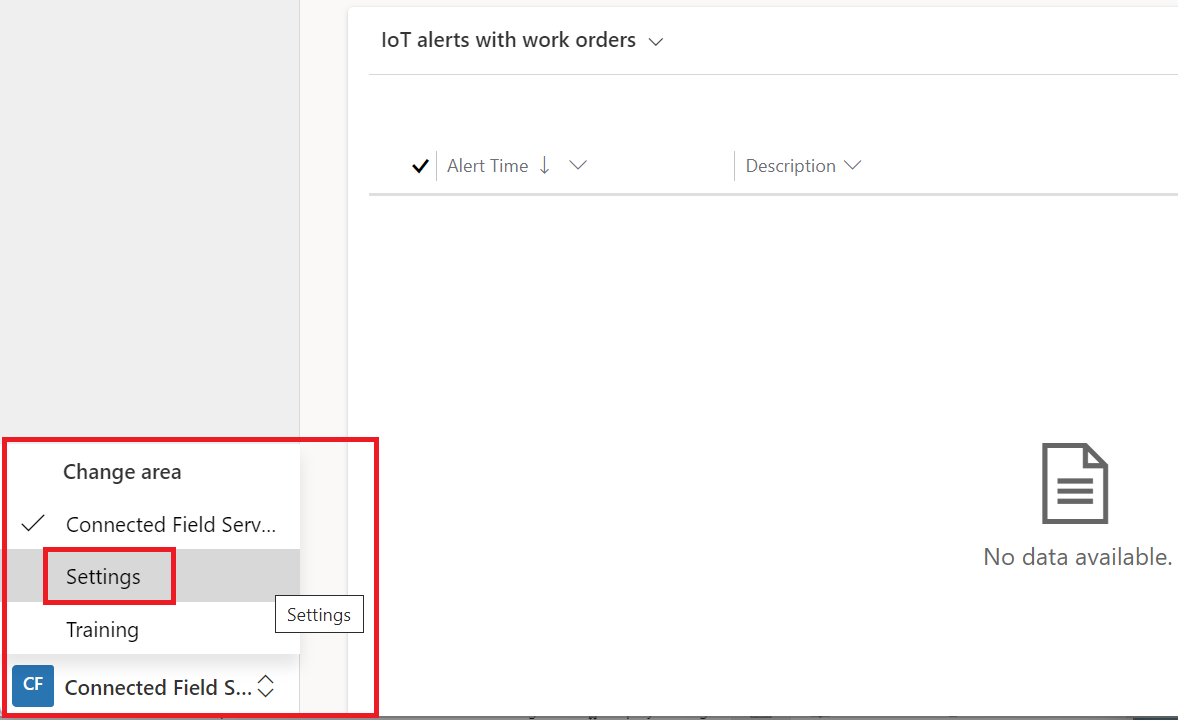 IoT alerts with work orders
Alert Time
Description
No data available.
Change area
Connected Field Serv...
Settings
Settings
Training
CF
Connected Field S...